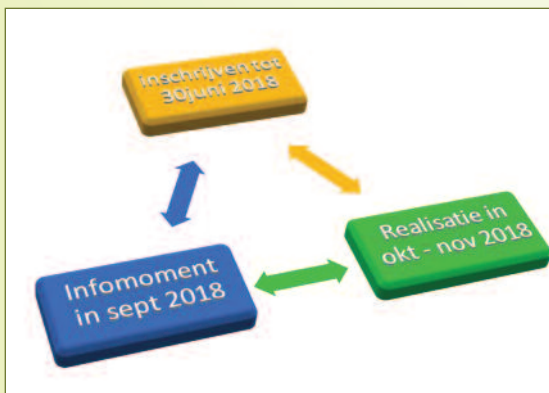 inschrijven tot
30juni 2018
Realisatie in
okt - nov 2018
Infomoment
in sept 2018